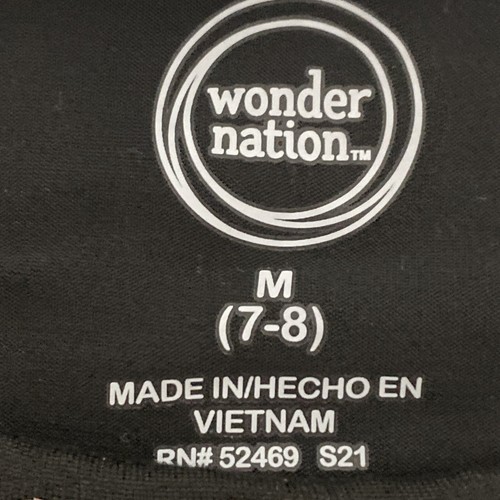 wonder
nation™
M
(7-8)
MADE IN/HECHO EN
VIETNAM
RN# 52469 S21